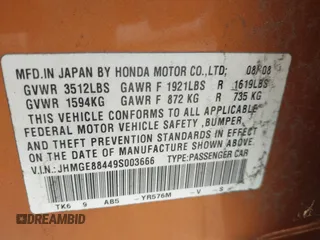 MFD.IN JAPAN BY HONDA MOTOR CO.,LTD; 08/08
GVWR 3512LBS GAWR F 1921LBS R 1619LBS
GVWR 1594KG GAWR F 872 KG R 735 KG
THIS VEHICLE CONFORMS TO ALL APPLICABLE
FEDERAL MOTOR VEHICLE SAFETY,BUMPER,
AND THEFT PREVENTION STANDARDS IN EFFECT
ON THE DATE OF MANUFACTURE SHOWN ABOVE.
V.I.N.: JHMGE88449S003666 TYPE:PASSENGER CAR
TK6 9 AB5 -YR576M -V -S
DREAMBID